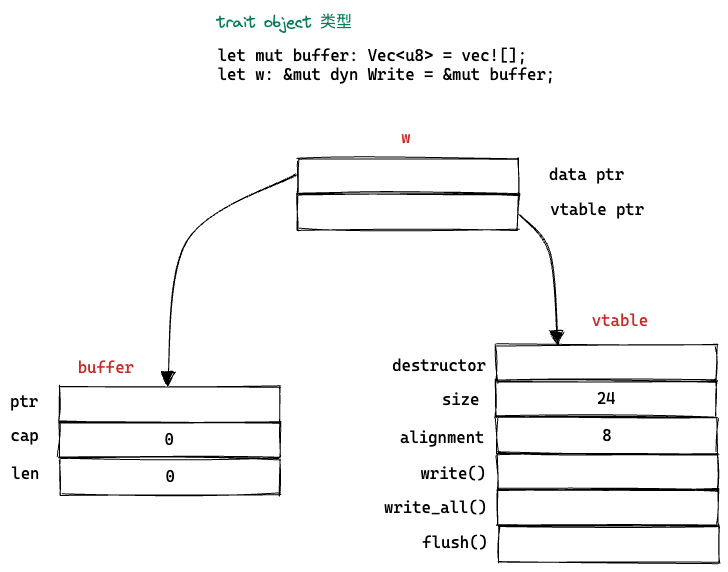 trait object 类型
let mut buffer: Vec<u8> = vec![];
let w: &mut dyn Write = &mut buffer;
w
data ptr
vtable ptr
buffer
ptr
cap 0
len 0
vtable
destructor
size 24
alignment 8
write()
write_all()
flush()